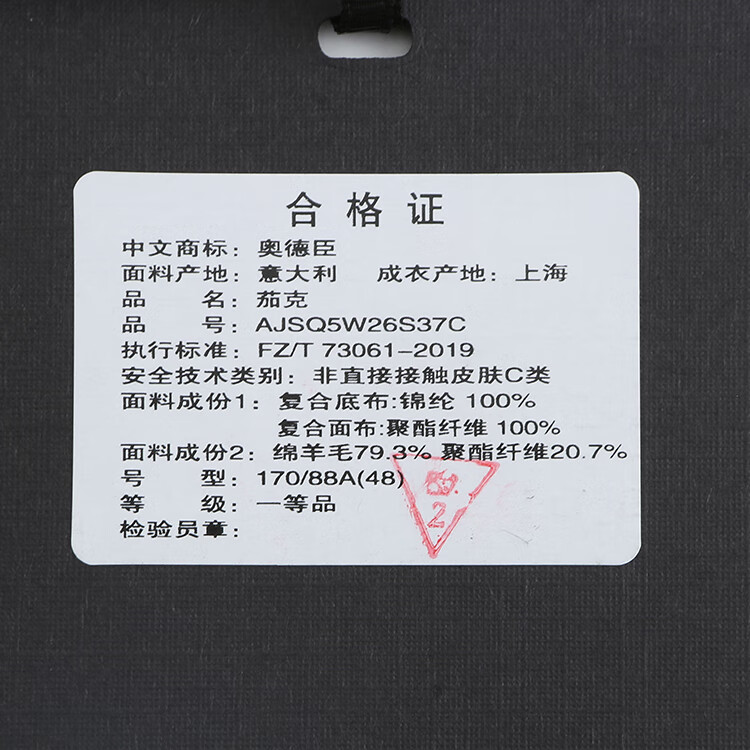 合格证
中文商标：奥德臣
面料产地：意大利 成衣产地：上海
品 名：茄克
品 号：AJSQ5W26S37C
执行标准：FZ/T 73061-2019
安全技术类别：非直接接触皮肤C类
面料成份1：复合底布:锦纶 100%
复合面布:聚酯纤维 100%
面料成份2：绵羊毛79.3% 聚酯纤维20.7%
号 型：170/88A(48)
等 级：一等品
检验员章：
2